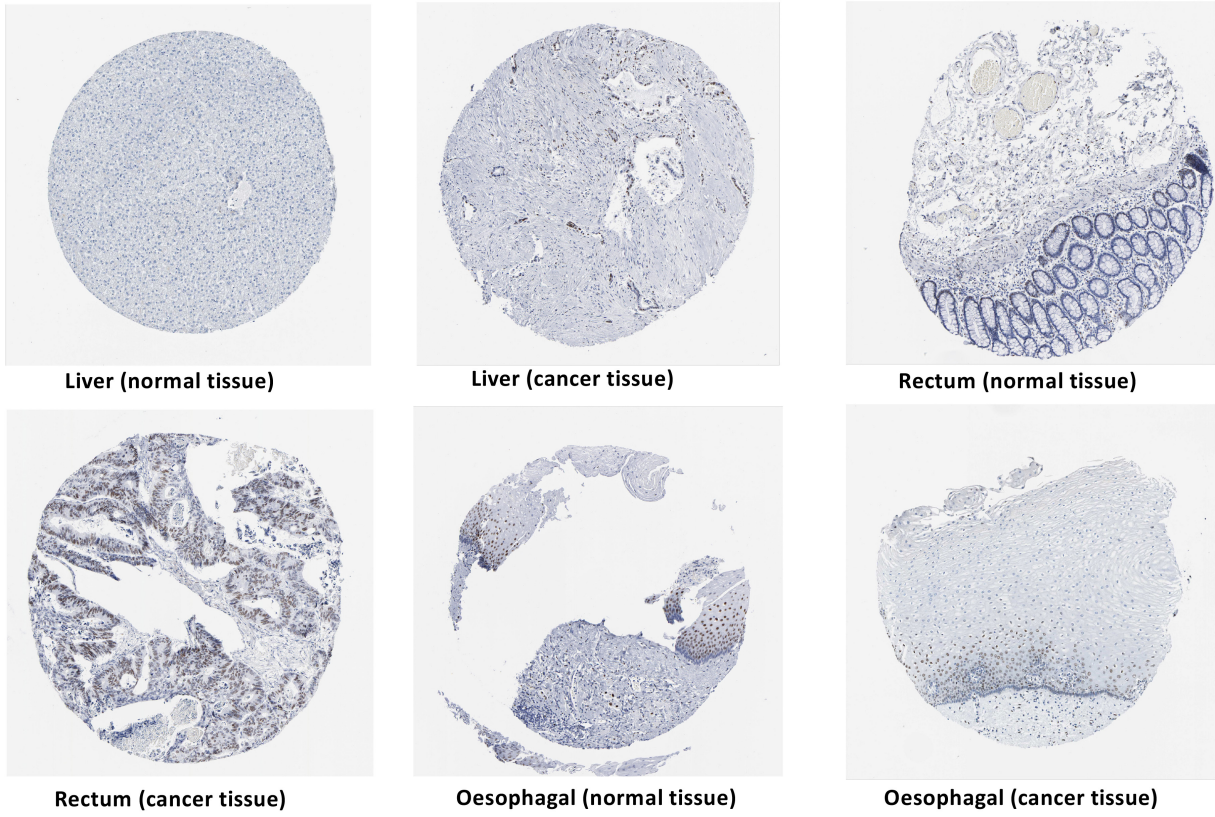 Liver (normal tissue)
Liver (cancer tissue)
Rectum (normal tissue)
Rectum (cancer tissue)
Oesophagal (normal tissue)
Oesophagal (cancer tissue)